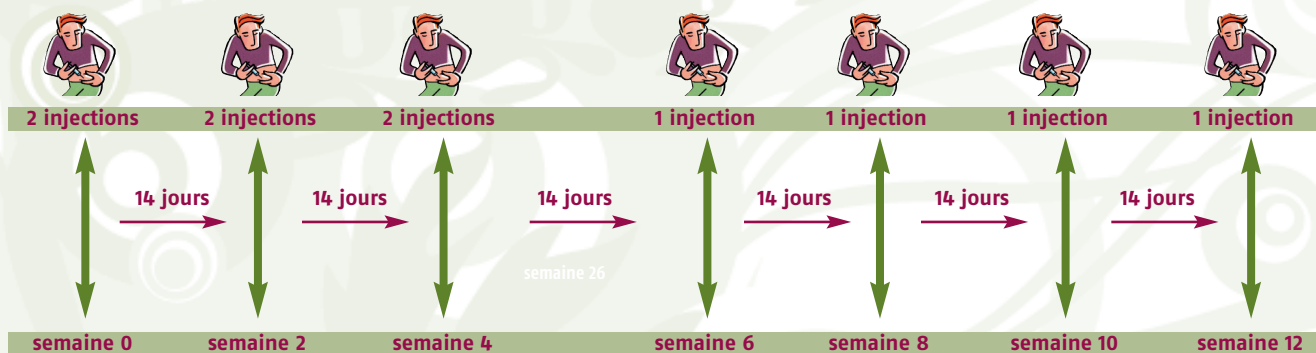 2 injections 2 injections 2 injections 1 injection 1 injection 1 injection 1 injection
14 jours 14 jours 14 jours 14 jours 14 jours 14 jours
semaine 26
semaine 0 semaine 2 semaine 4 semaine 6 semaine 8 semaine 10 semaine 12